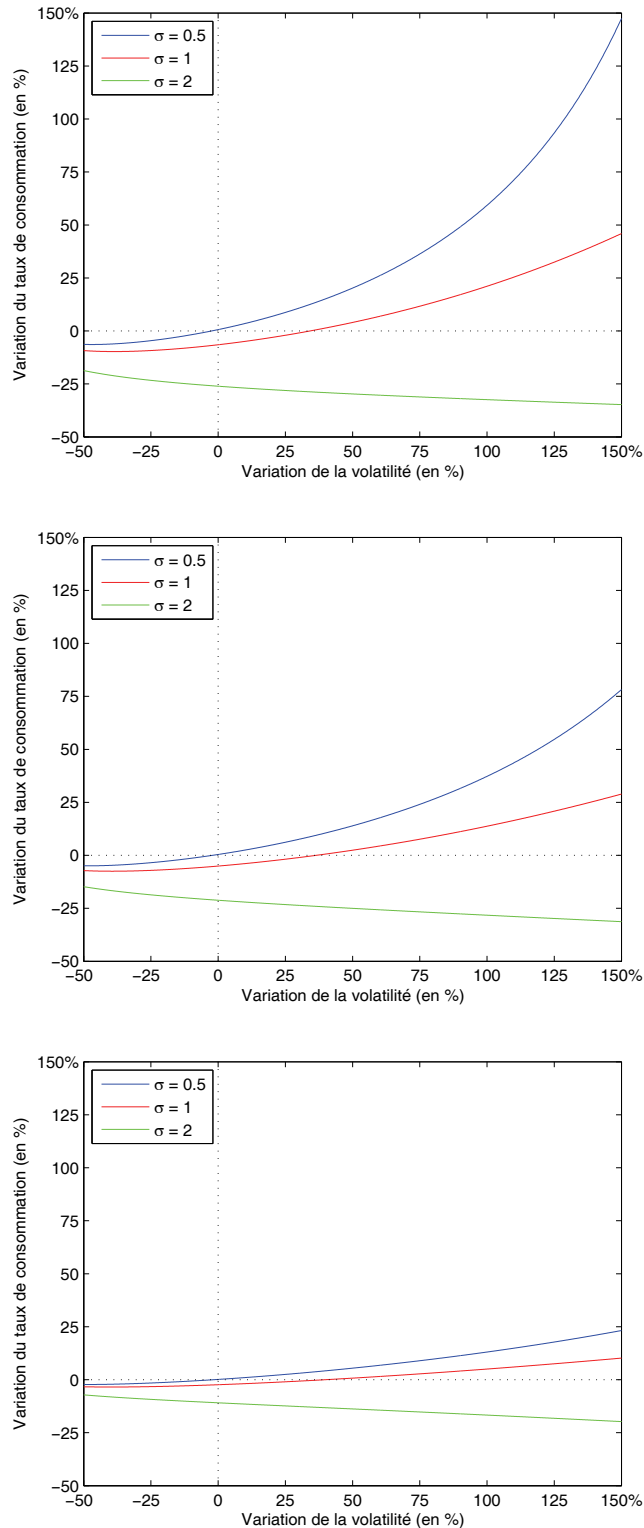 150%
125
100
75
50
25
0
−25
−50
Variation du taux de consommation (en %)
σ = 0.5
σ = 1
σ = 2
−50 −25 0 25 50 75 100 125 150%
Variation de la volatilité (en %)
150%
125
100
75
50
25
0
−25
−50
Variation du taux de consommation (en %)
σ = 0.5
σ = 1
σ = 2
−50 −25 0 25 50 75 100 125 150%
Variation de la volatilité (en %)
150%
125
100
75
50
25
0
−25
−50
Variation du taux de consommation (en %)
σ = 0.5
σ = 1
σ = 2
−50 −25 0 25 50 75 100 125 150%
Variation de la volatilité (en %)